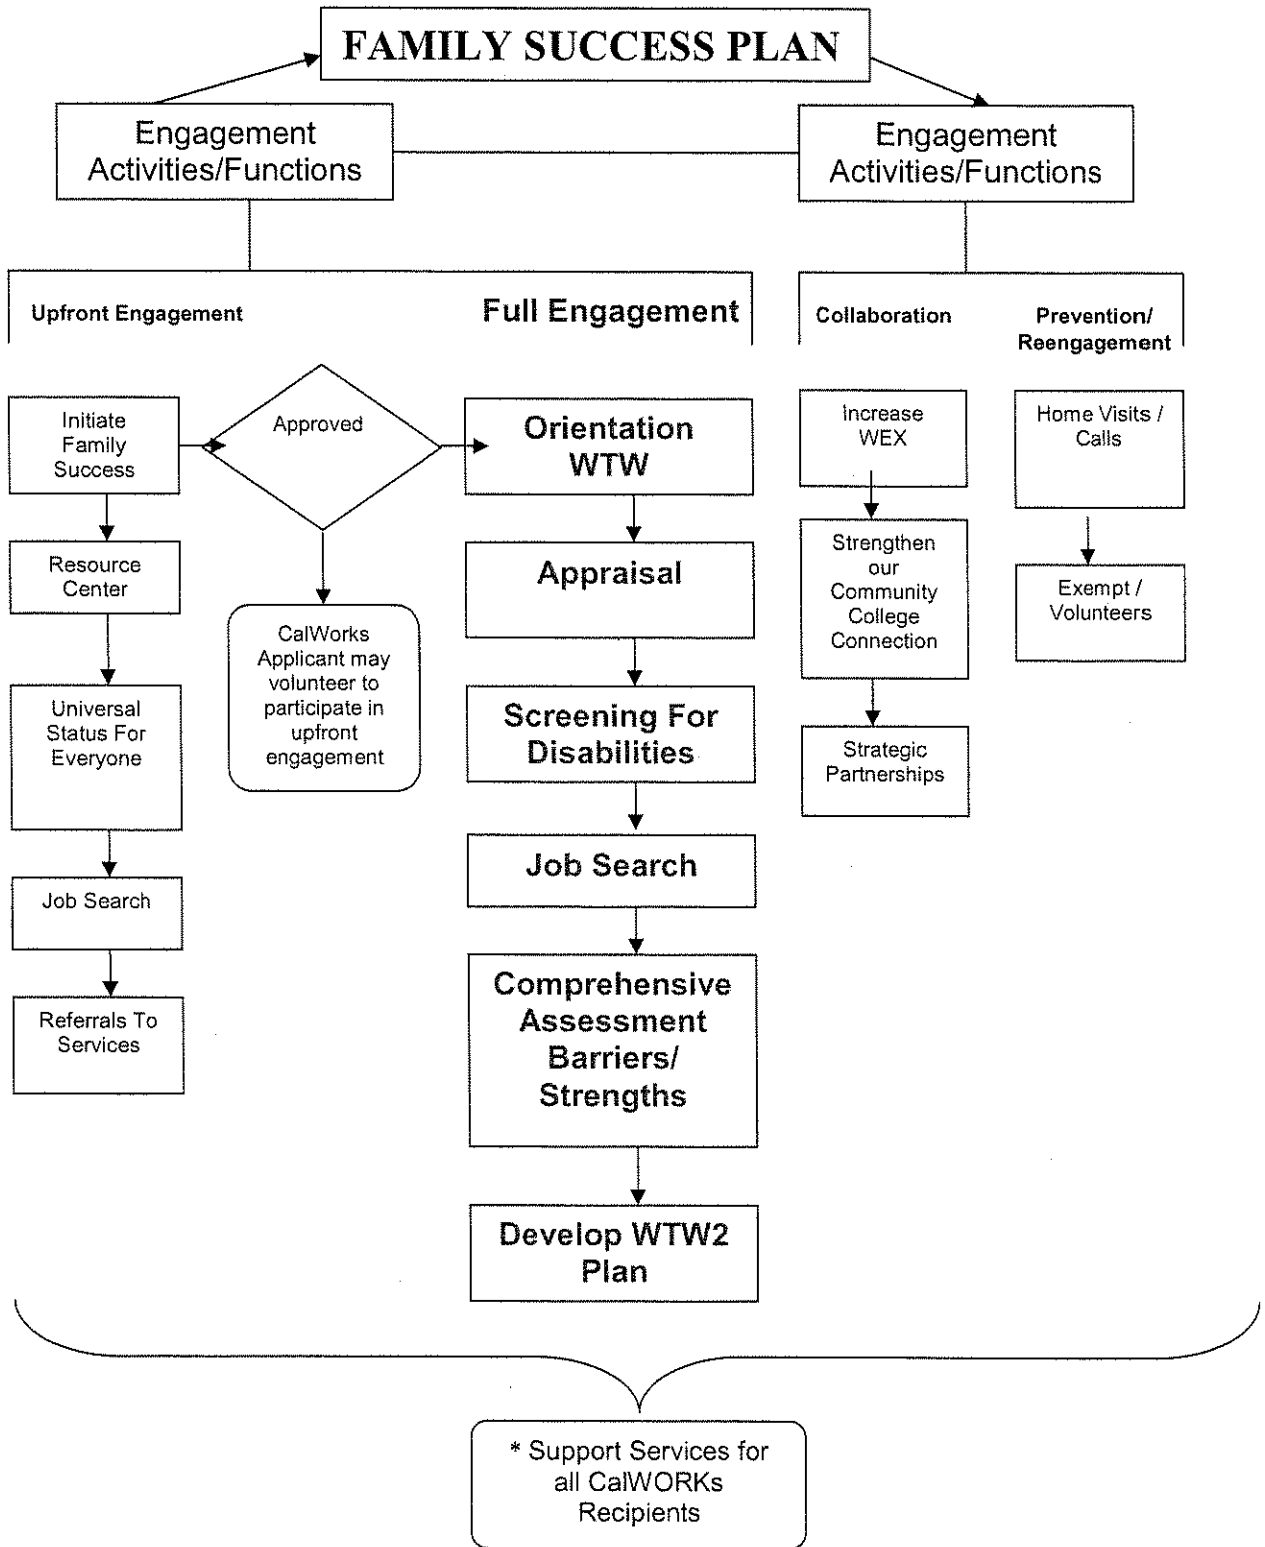 FAMILY SUCCESS PLAN
Engagement
Activities/Functions
Engagement
Activities/Functions
Upfront Engagement
Full Engagement
Collaboration
Prevention/
Reengagement
Initiate
Family
Success
Approved
Orientation
WTW
Increase
WEX
Home Visits /
Calls
Resource
Center
Appraisal
Strengthen
our
Community
College
Connection
Exempt /
Volunteers
CalWorks
Applicant may
volunteer to
participate in
upfront
engagement
Universal
Status For
Everyone
Screening For
Disabilities
Strategic
Partnerships
Job Search
Job Search
Referrals To
Services
Comprehensive
Assessment
Barriers/
Strengths
Develop WTW2
Plan
* Support Services for
all CalWORKs
Recipients